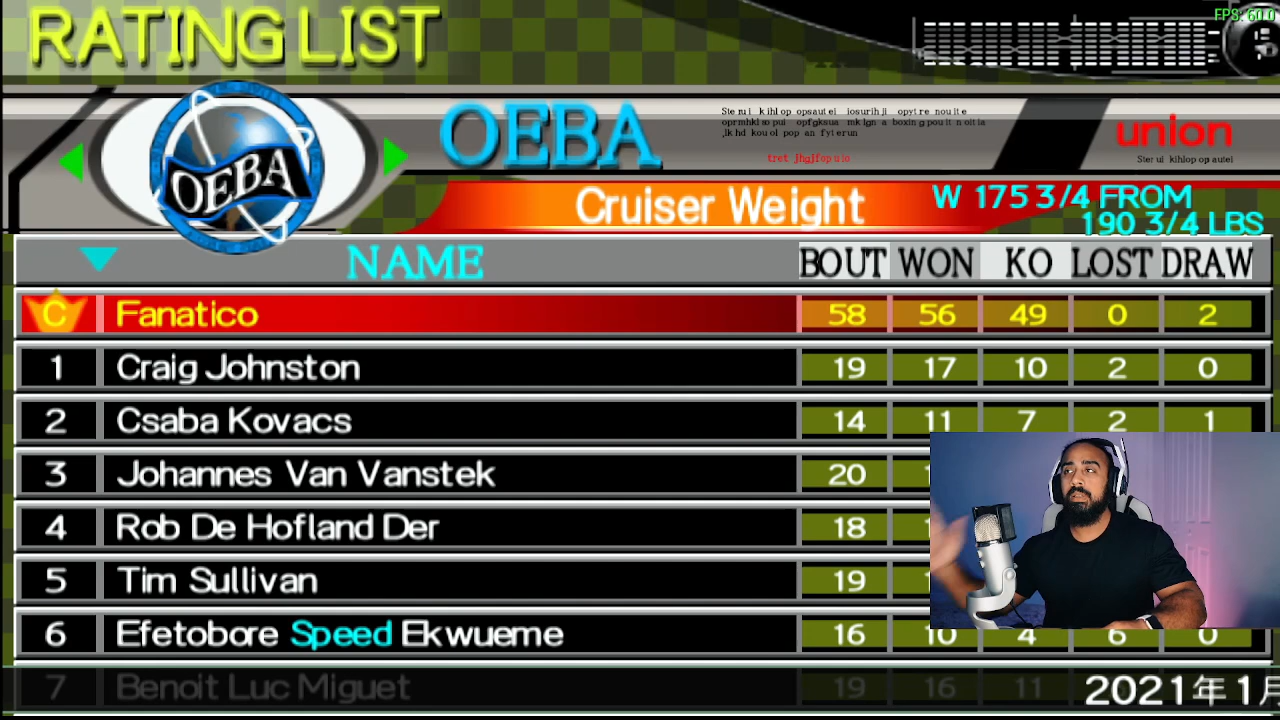 FPS: 60.0
RATING LIST
OEBA
OEBA
union
Cruiser Weight
W 175 3/4 FROM
190 3/4 LBS
NAME BOUT WON KO LOST DRAW
C Fanatico 58 56 49 0 2
1 Craig Johnston 19 17 10 2 0
2 Csaba Kovacs 14 11 7 2 1
3 Johannes Van Vanstek 20
4 Rob De Hofland Der 18
5 Tim Sullivan 19
6 Efetobore Speed Ekwueme 16 10 4 6 0
7 Benoit Luc Miguet 19 16 11
2021年1月